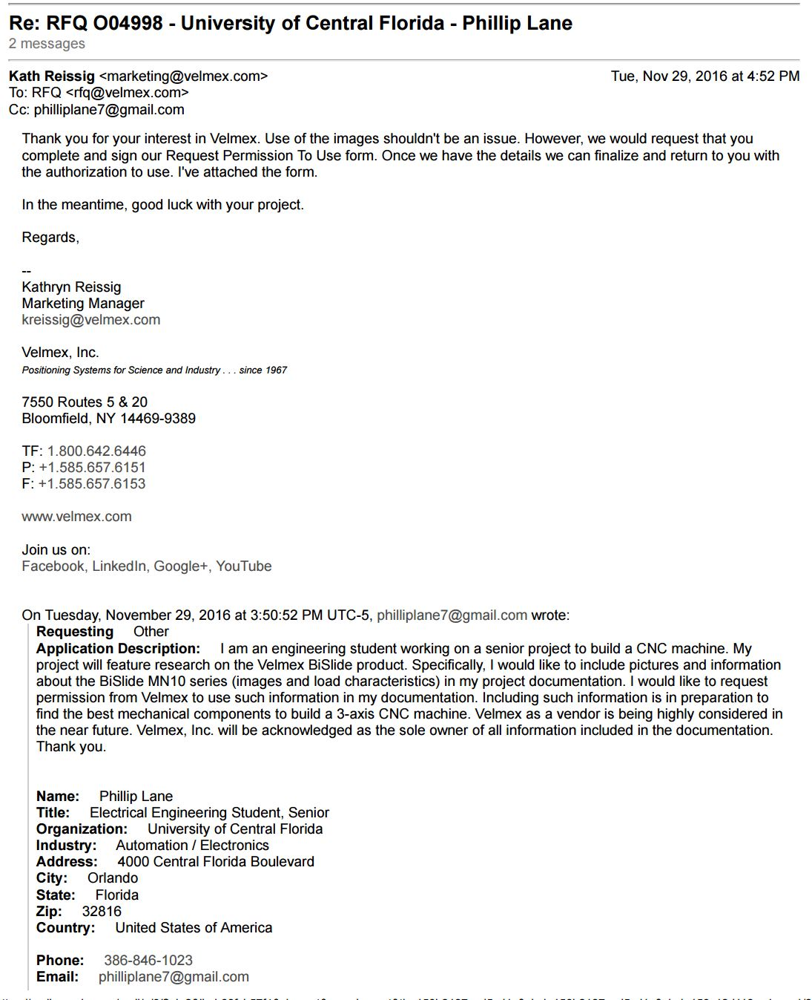 Re: RFQ O04998 - University of Central Florida - Phillip Lane
2 messages
Kath Reissig <marketing@velmex.com> Tue, Nov 29, 2016 at 4:52 PM
To: RFQ <rfq@velmex.com>
Cc: philliplane7@gmail.com
Thank you for your interest in Velmex. Use of the images shouldn't be an issue. However, we would request that you
complete and sign our Request Permission To Use form. Once we have the details we can finalize and return to you with
the authorization to use. I've attached the form.
In the meantime, good luck with your project.
Regards,
--
Kathryn Reissig
Marketing Manager
kreissig@velmex.com
Velmex, Inc.
Positioning Systems for Science and Industry . . . since 1967
7550 Routes 5 & 20
Bloomfield, NY 14469-9389
TF: 1.800.642.6446
P: +1.585.657.6151
F: +1.585.657.6153
www.velmex.com
Join us on:
Facebook, LinkedIn, Google+, YouTube
On Tuesday, November 29, 2016 at 3:50:52 PM UTC-5, philliplane7@gmail.com wrote:
Requesting Other
Application Description: I am an engineering student working on a senior project to build a CNC machine. My
project will feature research on the Velmex BiSlide product. Specifically, I would like to include pictures and information
about the BiSlide MN10 series (images and load characteristics) in my project documentation. I would like to request
permission from Velmex to use such information in my documentation. Including such information is in preparation to
find the best mechanical components to build a 3-axis CNC machine. Velmex as a vendor is being highly considered in
the near future. Velmex, Inc. will be acknowledged as the sole owner of all information included in the documentation.
Thank you.
Name: Phillip Lane
Title: Electrical Engineering Student, Senior
Organization: University of Central Florida
Industry: Automation / Electronics
Address: 4000 Central Florida Boulevard
City: Orlando
State: Florida
Zip: 32816
Country: United States of America
Phone: 386-846-1023
Email: philliplane7@gmail.com